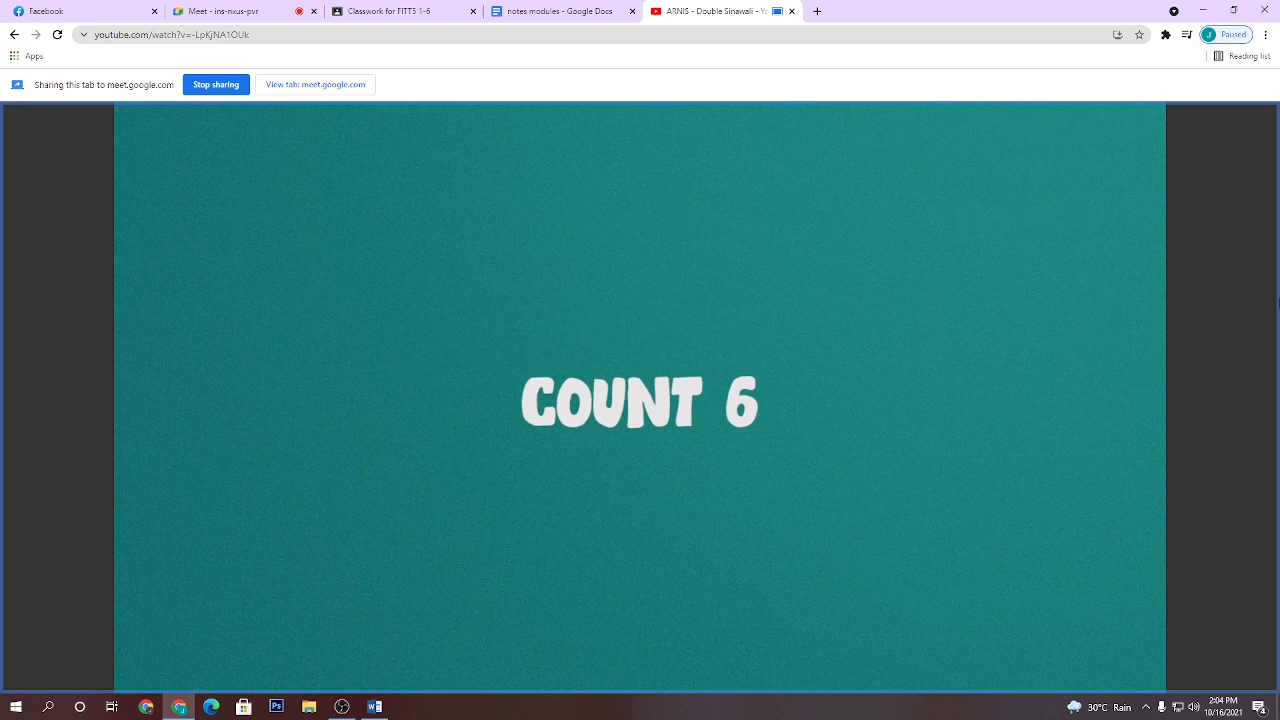 Facebook
Meet - ins-nxus-pvr
Classwork for FIITS 1-6
notes modules - Google Docs
ARNIS - Double Sinawali - Y
youtube.com/watch?v=-LpKjNA1OUk
J
Paused
Apps
Reading list
Sharing this tab to meet.google.com
Stop sharing
View tab: meet.google.com
COUNT 6
30°C Rain
2:04 PM
10/16/2021